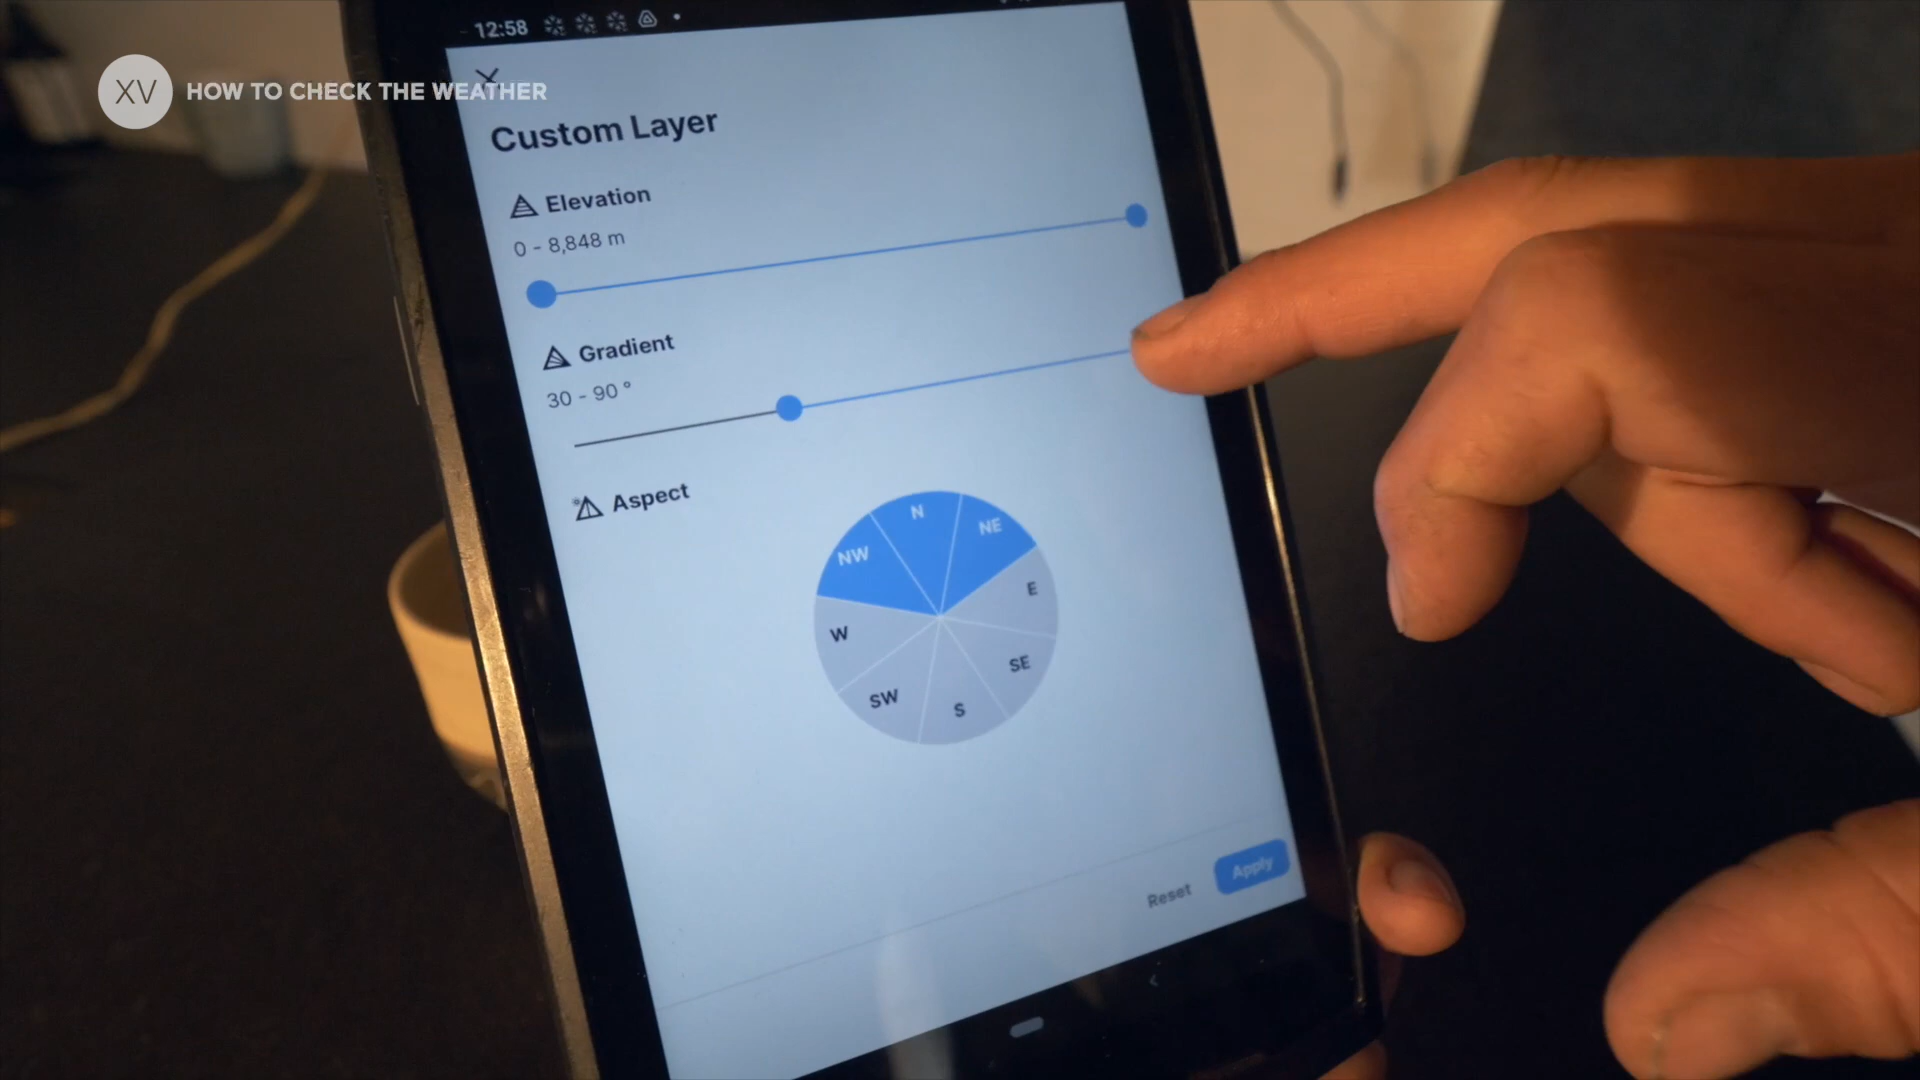 12:58
XV HOW TO CHECK THE WEATHER
Custom Layer
Elevation
0 - 8,848 m
Gradient
30 - 90 °
Aspect
N
NE
E
SE
S
SW
W
NW
Reset
Apply